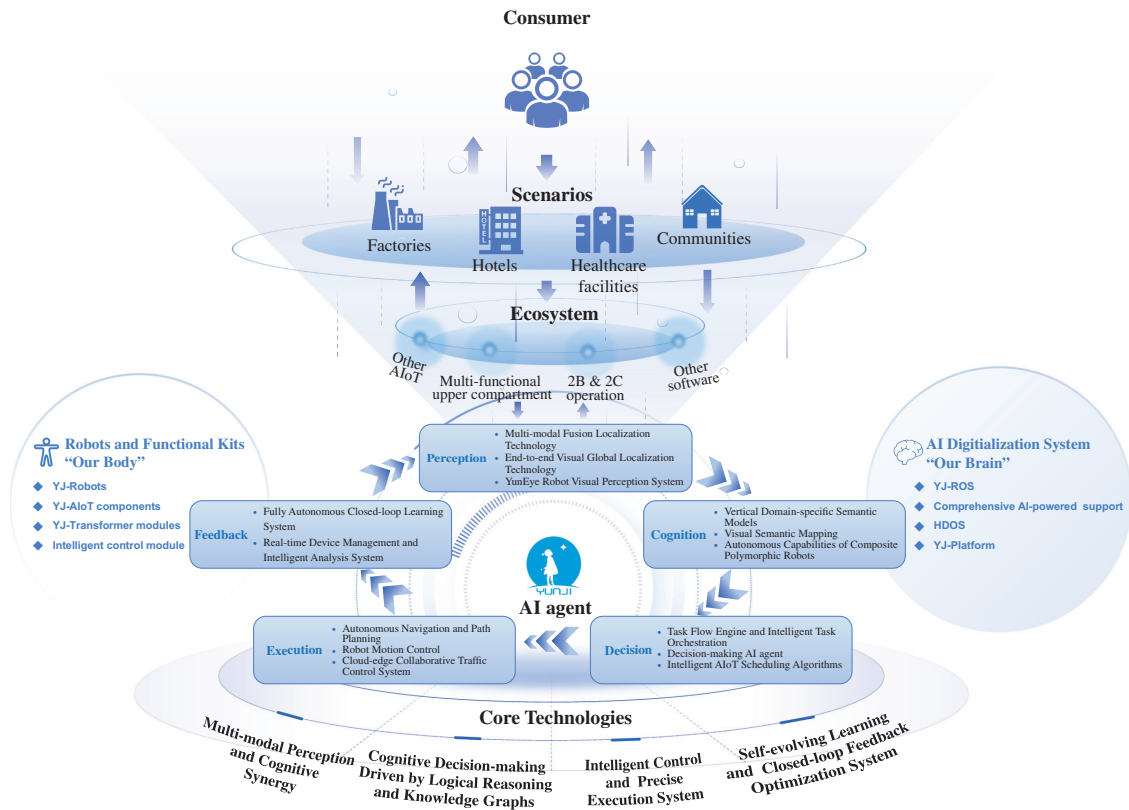 Consumer
Scenarios
Factories
HOTEL
Hotels
Healthcare
facilities
Communities
Ecosystem
Other
AIoT
Multi-functional
upper compartment
2B & 2C
operation
Other
software
Robots and Functional Kits
“Our Body”
◆ YJ-Robots
◆ YJ-AIoT components
◆ YJ-Transformer modules
◆ Intelligent control module
AI Digitialization System
“Our Brain”
◆ YJ-ROS
◆ Comprehensive AI-powered support
◆ HDOS
◆ YJ-Platform
Perception
• Multi-modal Fusion Localization
Technology
• End-to-end Visual Global Localization
Technology
• YunEye Robot Visual Perception System
Feedback
• Fully Autonomous Closed-loop Learning
System
• Real-time Device Management and
Intelligent Analysis System
Cognition
• Vertical Domain-specific Semantic
Models
• Visual Semantic Mapping
• Autonomous Capabilities of Composite
Polymorphic Robots
YUNJI
AI agent
Execution
• Autonomous Navigation and Path
Planning
• Robot Motion Control
• Cloud-edge Collaborative Traffic
Control System
Decision
• Task Flow Engine and Intelligent Task
Orchestration
• Decision-making AI agent
• Intelligent AIoT Scheduling Algorithms
Core Technologies
Multi-modal Perception
and Cognitive
Synergy
Cognitive Decision-making
Driven by Logical Reasoning
and Knowledge Graphs
Intelligent Control
and Precise
Execution System
Self-evolving Learning
and Closed-loop Feedback
Optimization System